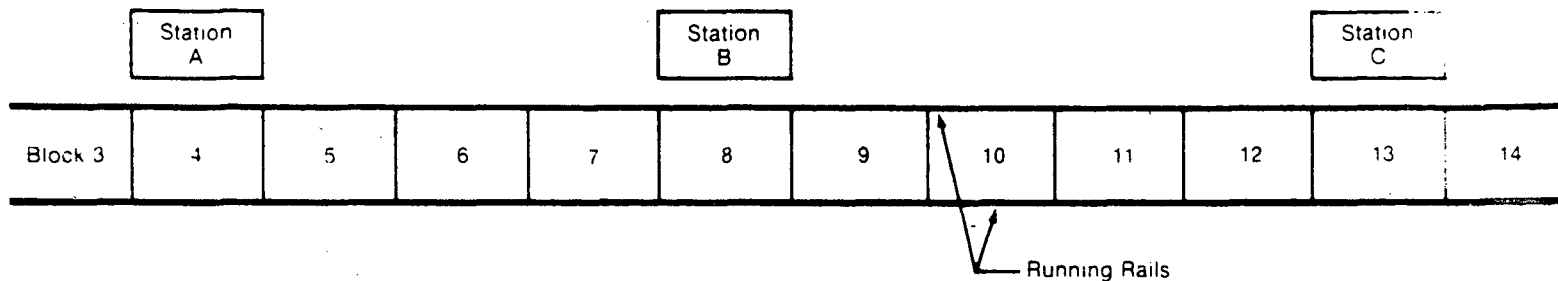 Station
A
Station
B
Station
C
Block 3
4
5
6
7
8
9
10
11
12
13
14
Running Rails